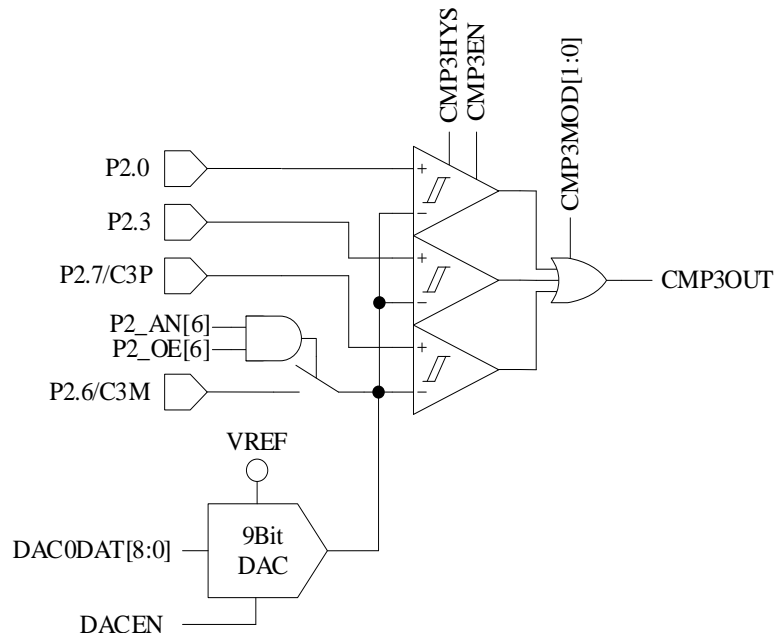 CMP3HYS
CMP3EN
CMP3MOD[1:0]
P2.0
+
−
P2.3
+
−
P2.7/C3P
CMP3OUT
P2_AN[6]
P2_OE[6]
+
−
P2.6/C3M
VREF
DAC0DAT[8:0]
9Bit
DAC
DACEN